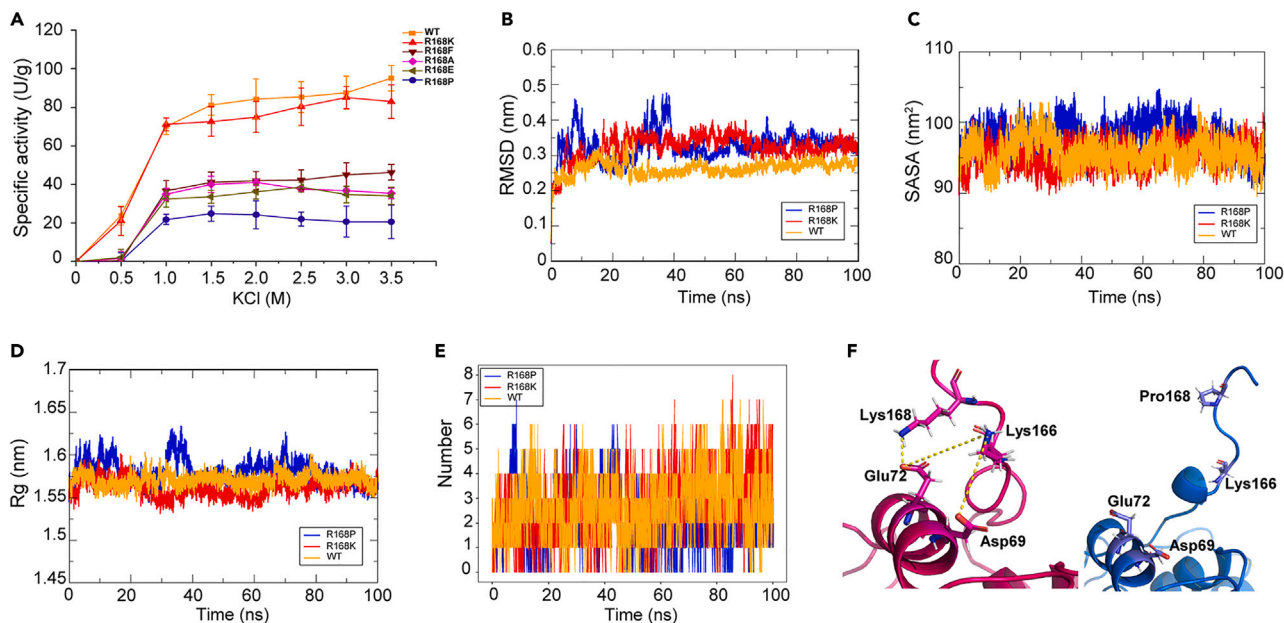 A
Specific activity (U/g)
120
100
80
60
40
20
0
0 0.5 1.0 1.5 2.0 2.5 3.0 3.5
KCl (M)
WT
R168K
R168F
R168A
R168E
R168P
B
RMSD (nm)
0.6
0.5
0.4
0.3
0.2
0.1
0
0 20 40 60 80 100
Time (ns)
R168P
R168K
WT
C
SASA (nm²)
110
100
90
80
0 20 40 60 80 100
Time (ns)
R168P
R168K
WT
D
Rg (nm)
1.7
1.65
1.6
1.55
1.45
0 20 40 60 80 100
Time (ns)
R168P
R168K
WT
E
Number
8
7
6
5
4
3
2
1
0
0 20 40 60 80 100
Time (ns)
R168P
R168K
WT
F
Lys168
Lys166
Glu72
Asp69
Pro168
Lys166
Glu72
Asp69